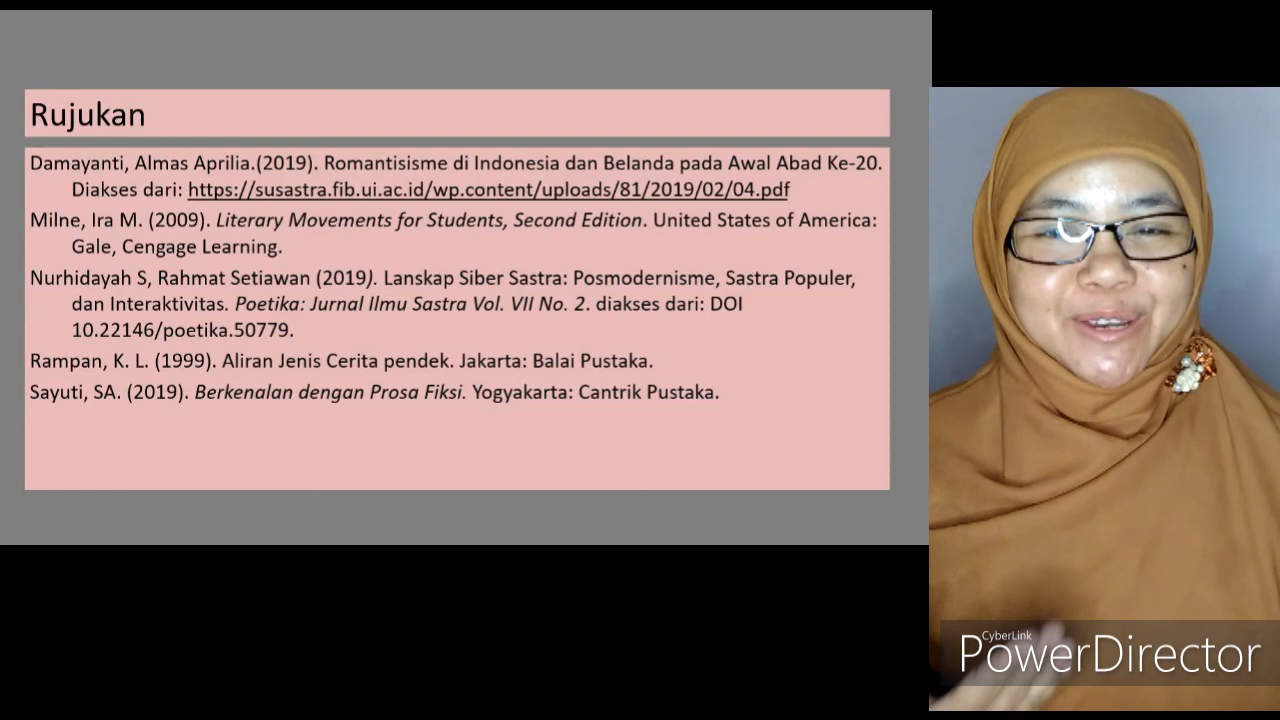 Rujukan
Damayanti, Almas Aprilia.(2019). Romantisisme di Indonesia dan Belanda pada Awal Abad Ke-20.
Diakses dari: https://susastra.fib.ui.ac.id/wp.content/uploads/81/2019/02/04.pdf
Milne, Ira M. (2009). Literary Movements for Students, Second Edition. United States of America:
Gale, Cengage Learning.
Nurhidayah S, Rahmat Setiawan (2019). Lanskap Siber Sastra: Posmodernisme, Sastra Populer,
dan Interaktivitas. Poetika: Jurnal Ilmu Sastra Vol. VII No. 2. diakses dari: DOI
10.22146/poetika.50779.
Rampan, K. L. (1999). Aliran Jenis Cerita pendek. Jakarta: Balai Pustaka.
Sayuti, SA. (2019). Berkenalan dengan Prosa Fiksi. Yogyakarta: Cantrik Pustaka.
CyberLink
PowerDirector